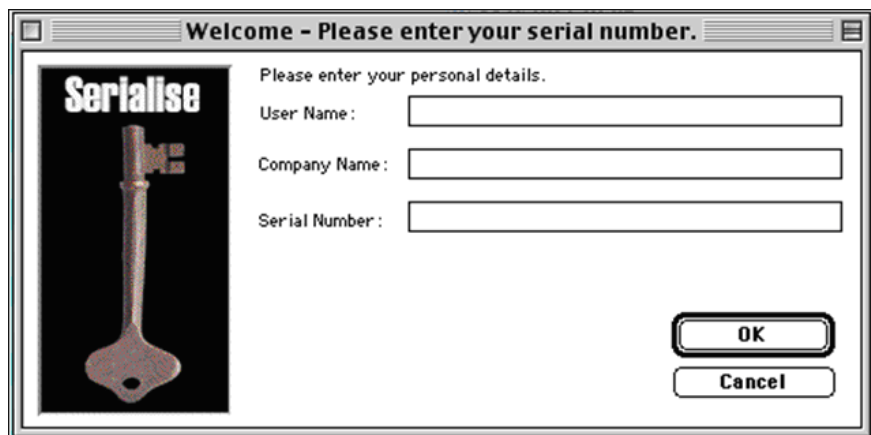 Welcome - Please enter your serial number.
Serialise
Please enter your personal details.
User Name:
Company Name:
Serial Number:
OK
Cancel